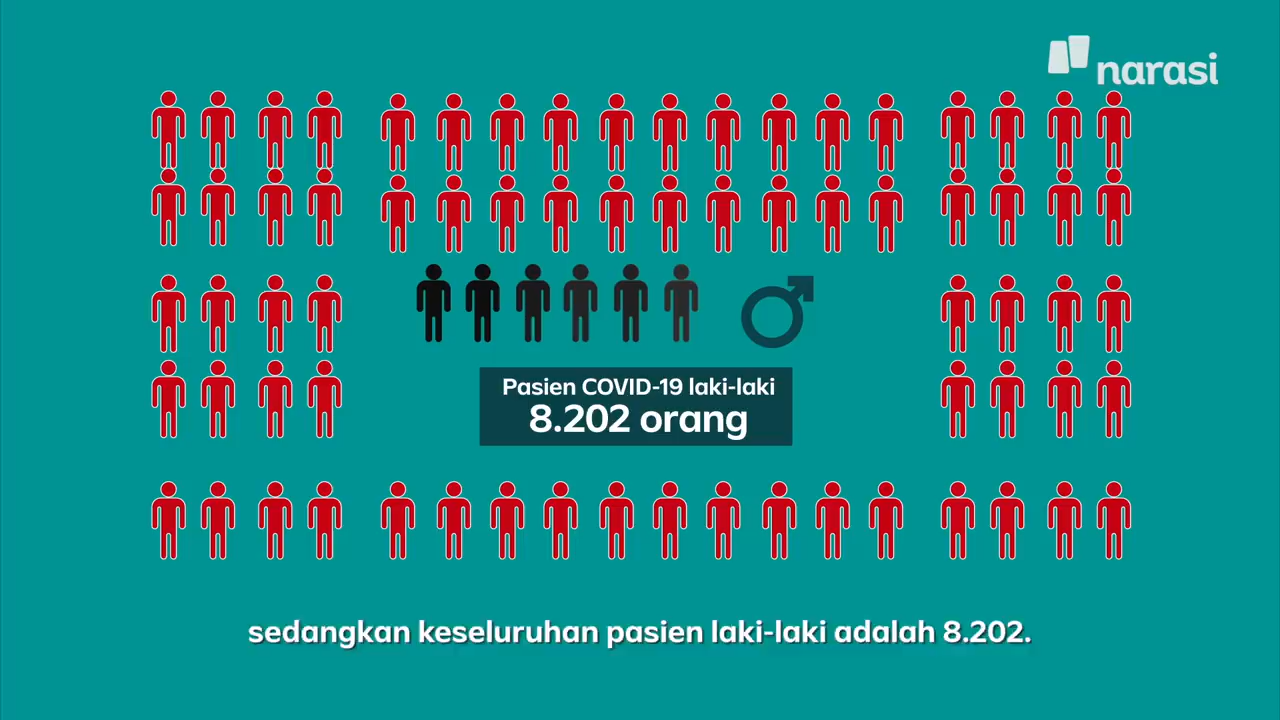 narasi
Pasien COVID-19 laki-laki
8.202 orang
sedangkan keseluruhan pasien laki-laki adalah 8.202.